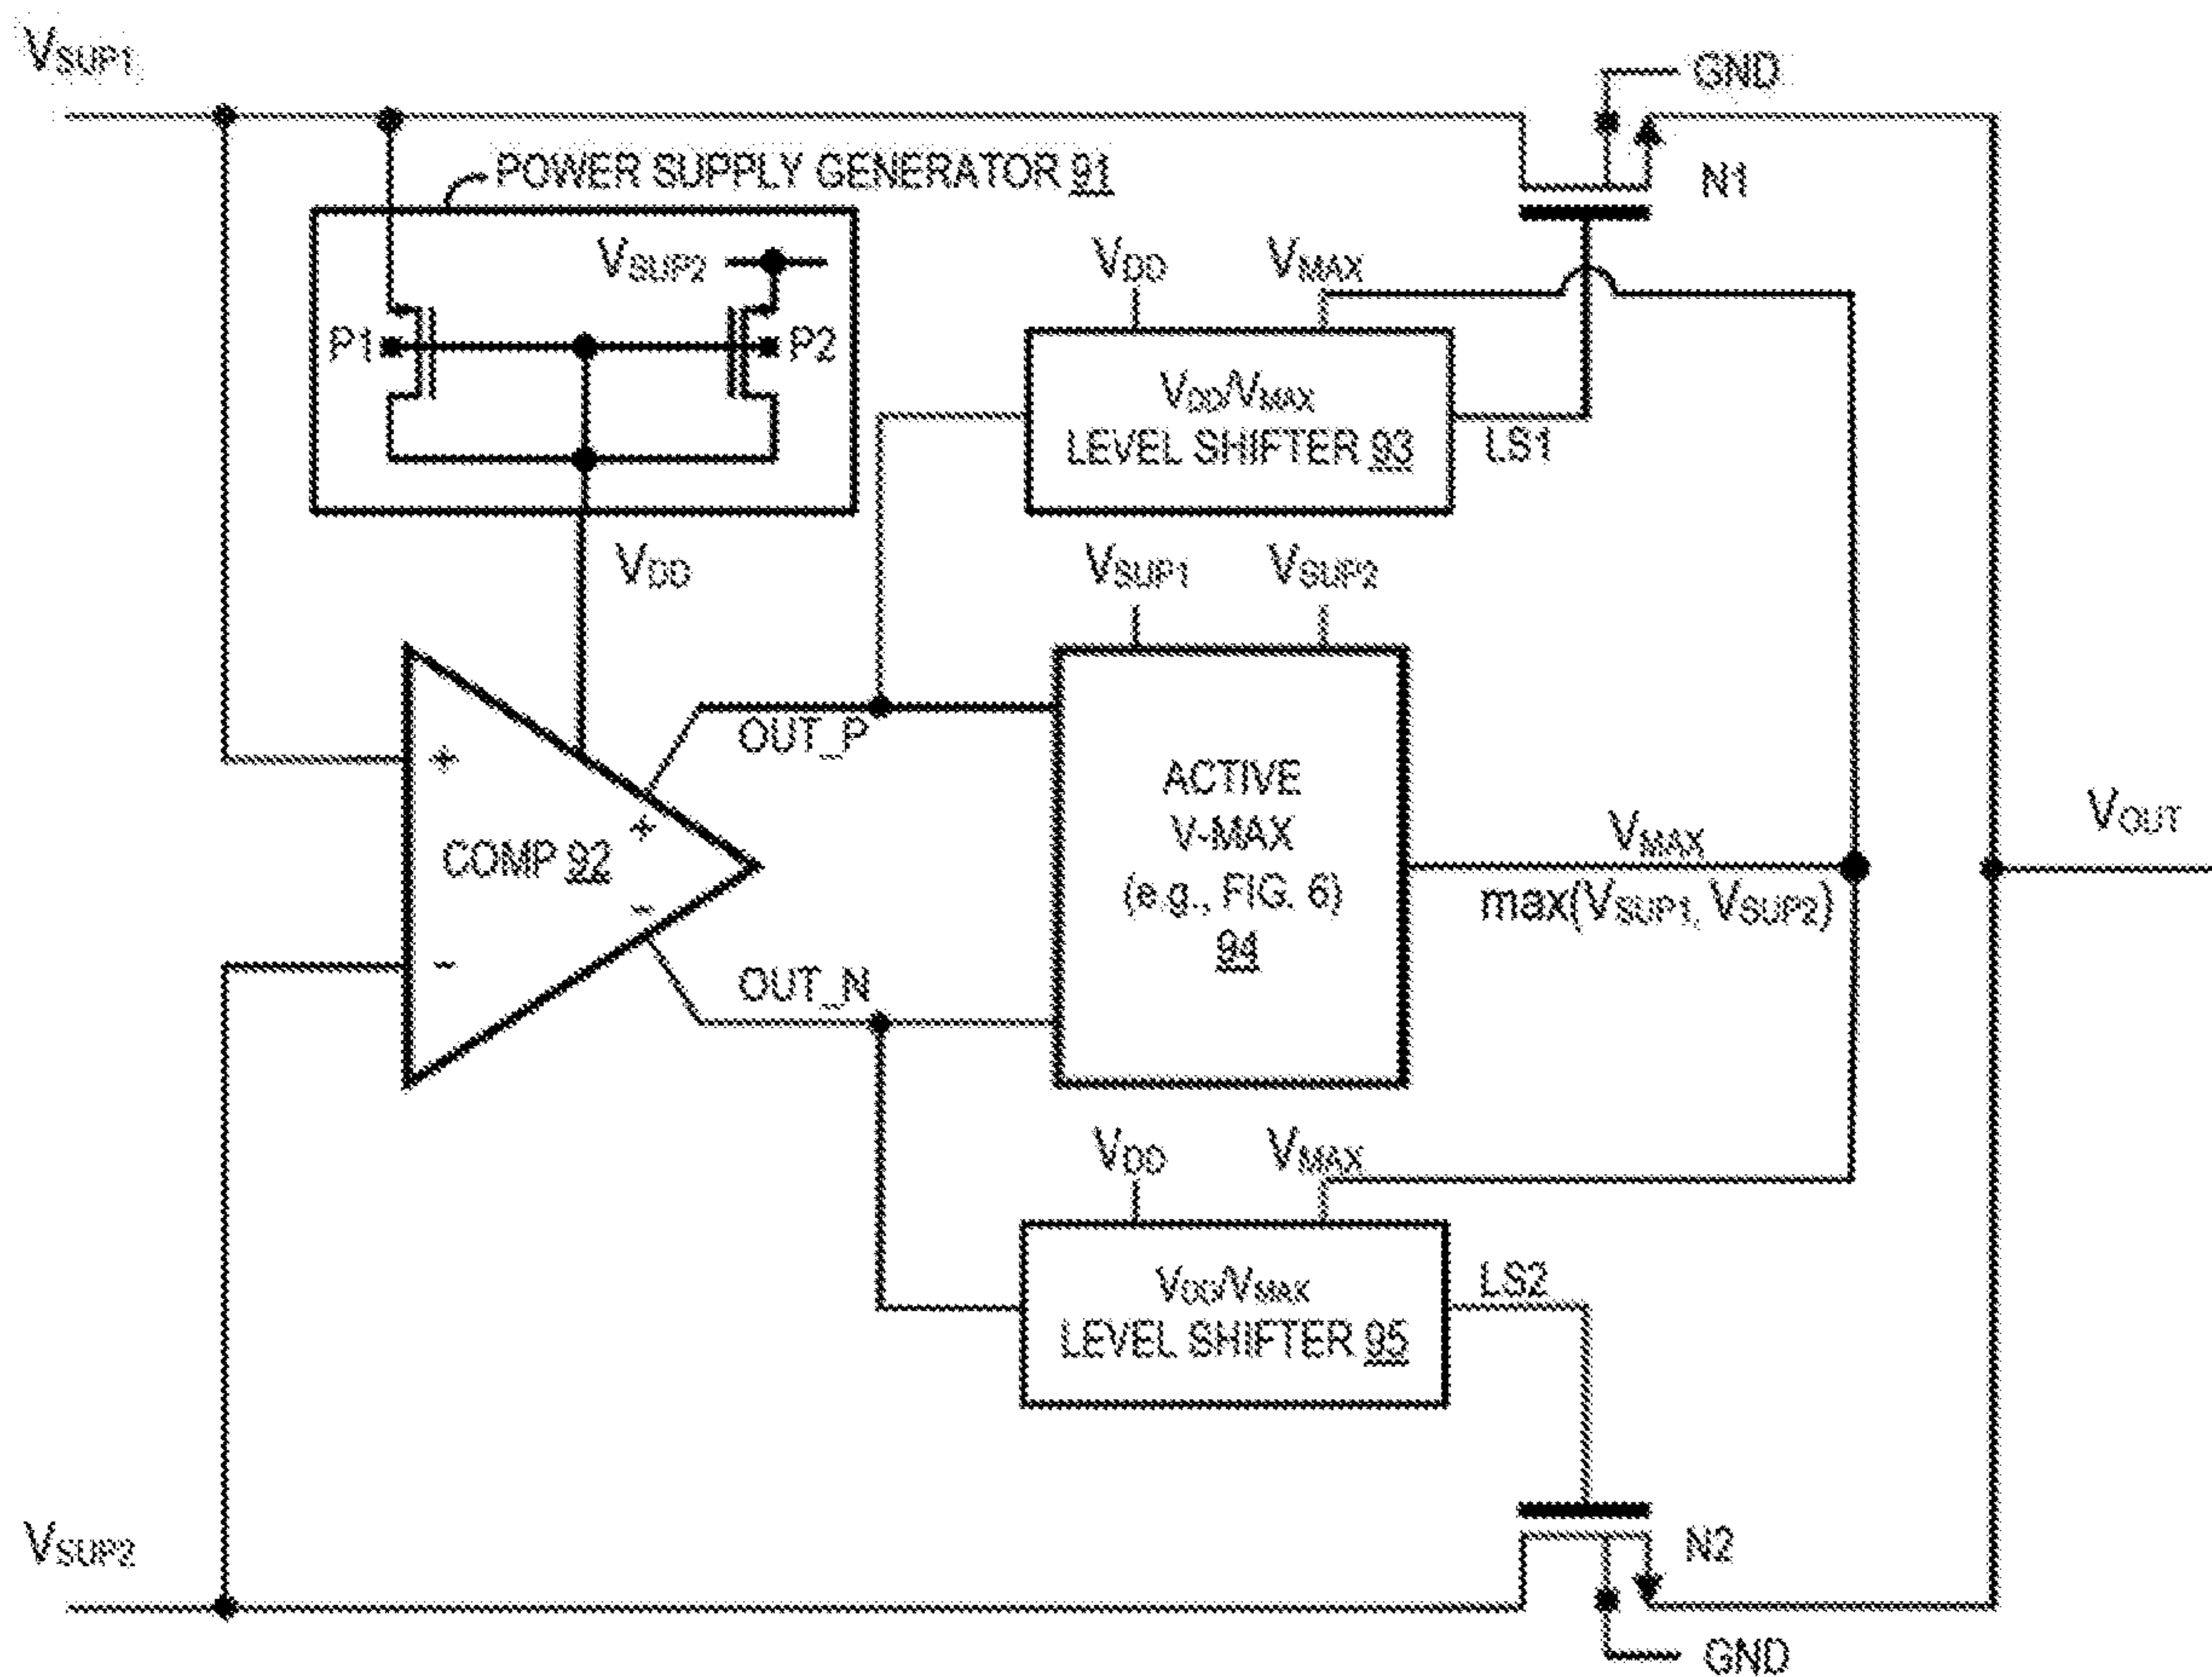 VSUP1
GND
POWER SUPPLY GENERATOR 91
N1
VSUP2
VDD
VMAX
P1
P2
VDD/VMAX
LEVEL SHIFTER 93
LS1
VDD
VSUP1
VSUP2
OUT_P
+
+
COMP 92
-
-
ACTIVE
V-MAX
(e.g., FIG. 6)
94
VMAX
max(VSUP1, VSUP2)
VOUT
OUT_N
VDD
VMAX
VDD/VMAX
LEVEL SHIFTER 95
LS2
VSUP2
N2
GND